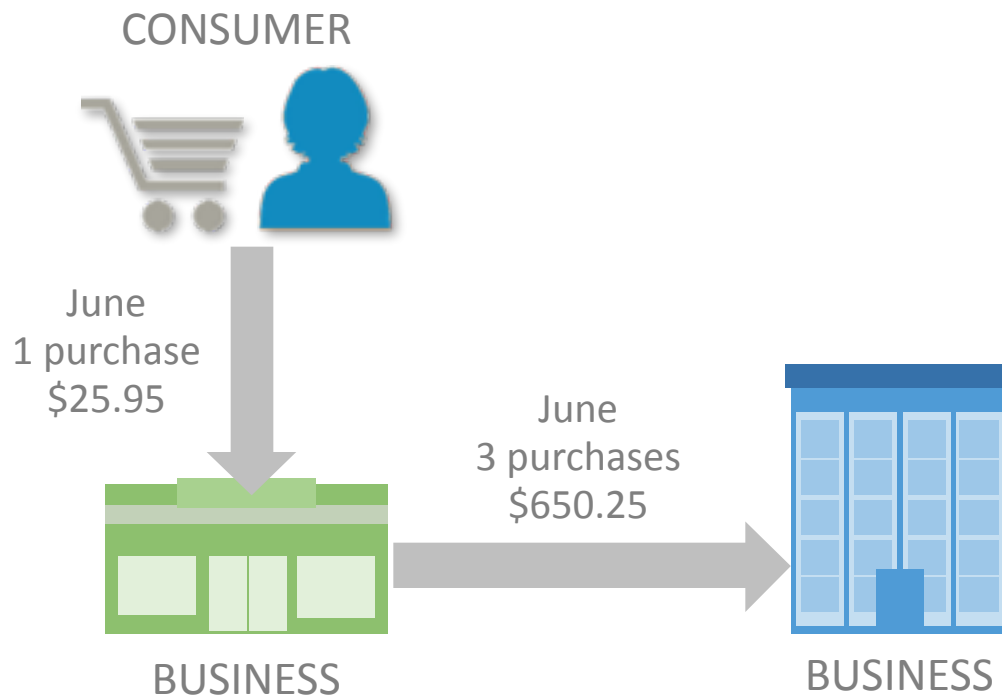 CONSUMER
June
1 purchase
$25.95
June
3 purchases
$650.25
BUSINESS
BUSINESS